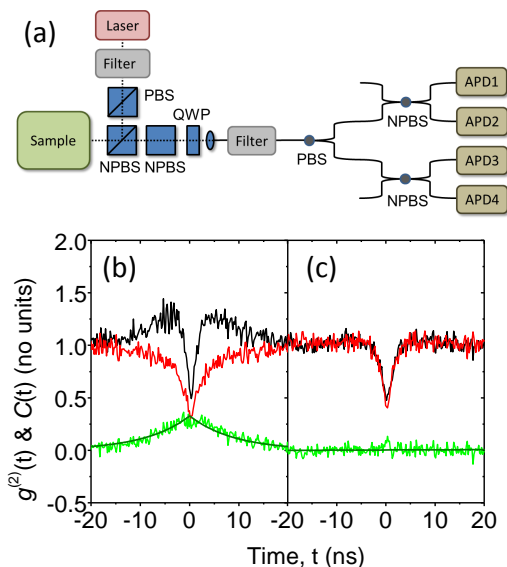 (a)
Laser
Filter
PBS
QWP
Sample
NPBS
NPBS
Filter
PBS
NPBS
NPBS
APD1
APD2
APD3
APD4
g(2)(t) & C(t) (no units)
2.0
1.5
1.0
0.5
0.0
-0.5
(b)
(c)
-20 -10 0 10 -20 -10 0 10 20
Time, t (ns)